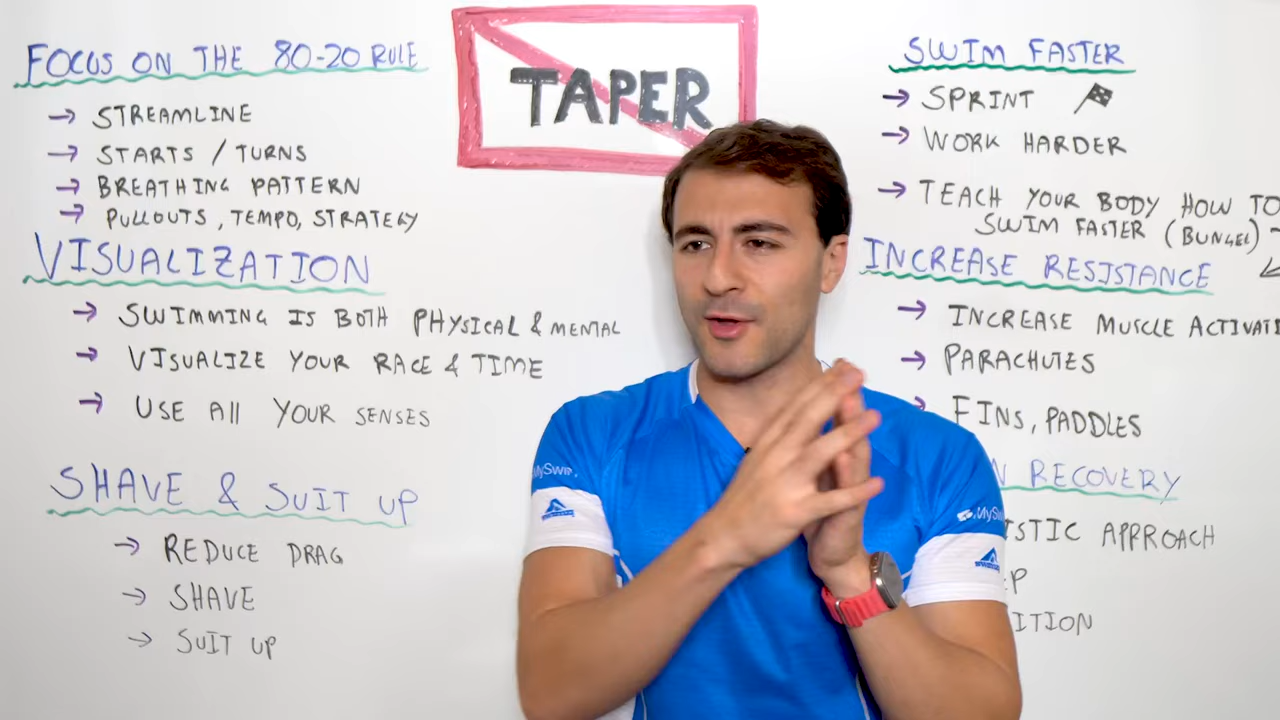 FOCUS ON THE 80-20 RULE
→ STREAMLINE
→ STARTS / TURNS
→ BREATHING PATTERN
→ PULLOUTS, TEMPO, STRATEGY
VISUALIZATION
→ SWIMMING IS BOTH PHYSICAL & MENTAL
→ VISUALIZE YOUR RACE & TIME
→ USE All YOUR SENSES
SHAVE & SUIT UP
→ REDUCE DRAG
→ SHAVE
→ SUIT UP
TAPER
SWIM FASTER
→ SPRINT
→ WORK HARDER
→ TEACH YOUR BODY HOW TO
SWIM FASTER (BUNGEE)
INCREASE RESISTANCE
→ INCREASE MUSCLE ACTIVATI
→ PARACHUTES
→ FINS, PADDLES
RECOVERY
STIC APPROACH
EP
ITION
MySwim
MySw